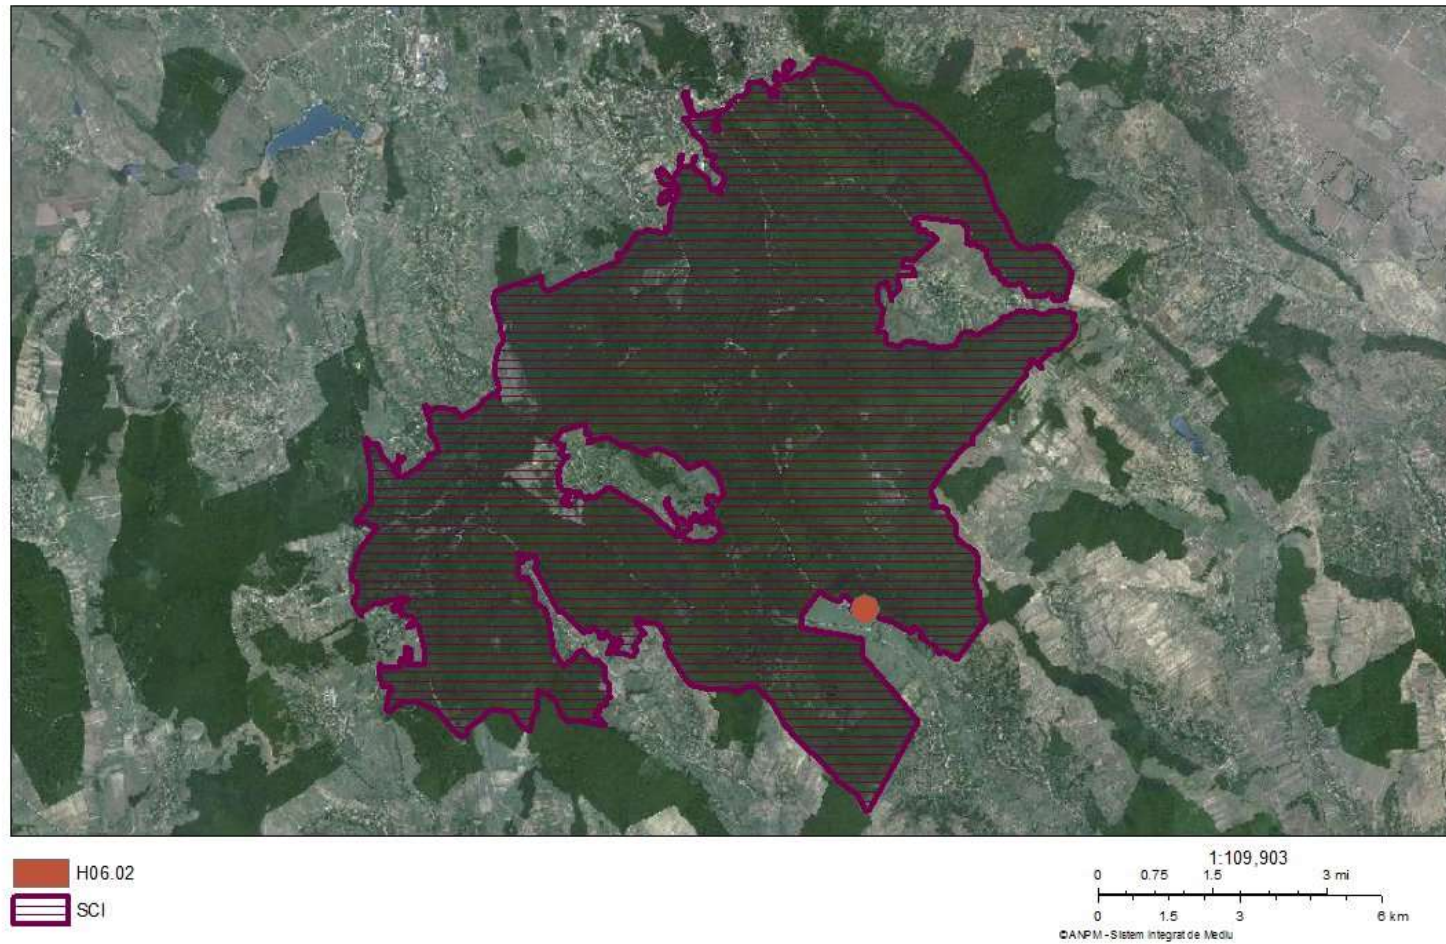 H06.02
SCI
1:109,903
0 0.75 1.5 3 mi
0 1.5 3 6 km
©ANPM - Sistem Integrat de Mediu